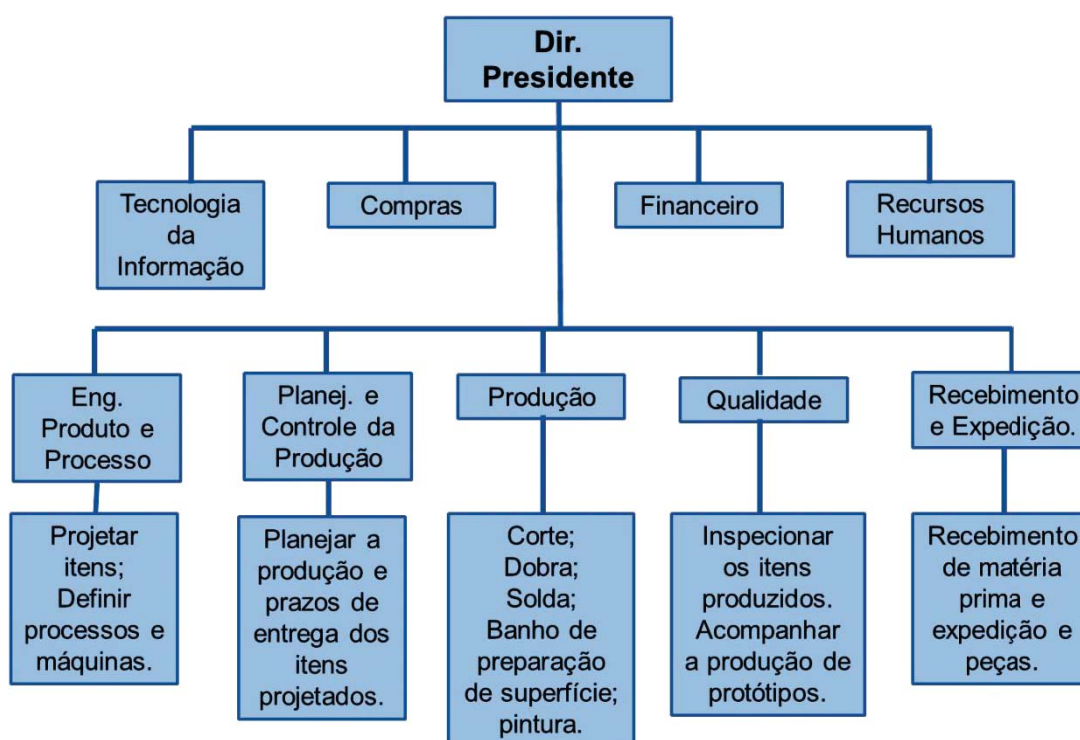 Dir.
Presidente
Tecnologia
da
Informação
Compras
Financeiro
Recursos
Humanos
Eng.
Produto e
Processo
Planej. e
Controle da
Produção
Produção
Qualidade
Recebimento
e Expedição.
Projetar
itens;
Definir
processos e
máquinas.
Planejar a
produção e
prazos de
entrega dos
itens
projetados.
Corte;
Dobra;
Solda;
Banho de
preparação
de superfície;
pintura.
Inspecionar
os itens
produzidos.
Acompanhar
a produção de
protótipos.
Recebimento
de matéria
prima e
expedição e
peças.